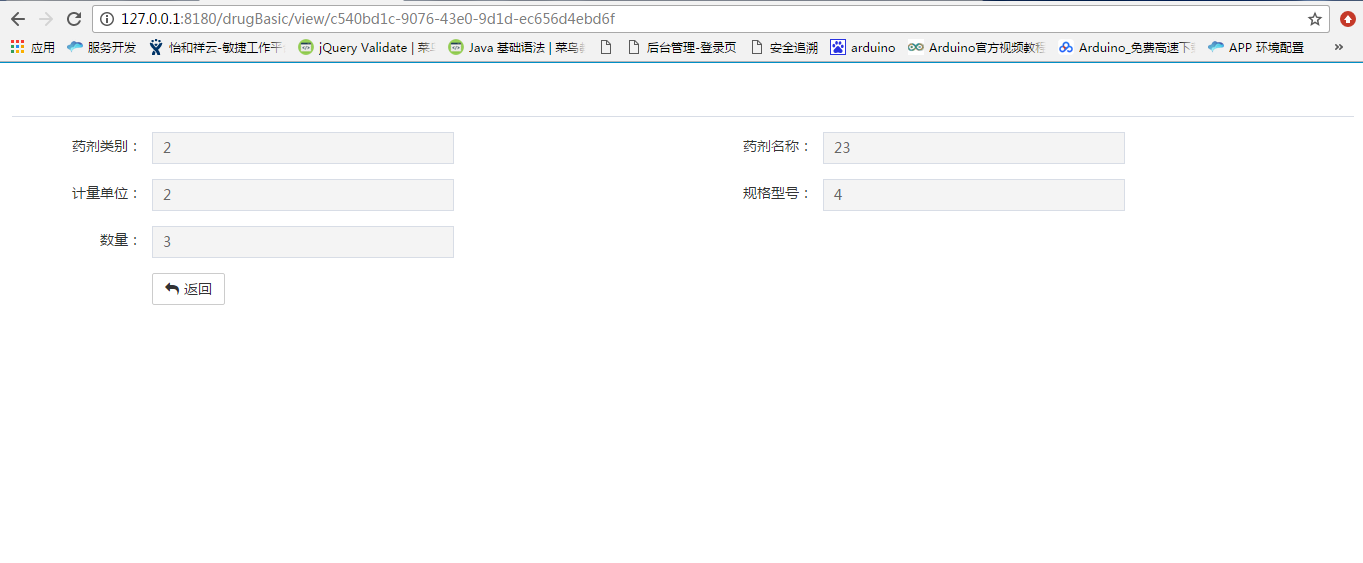 127.0.0.1:8180/drugBasic/view/c540bd1c-9076-43e0-9d1d-ec656d4ebd6f
应用 服务开发 怡和祥云-敏捷工作平 jQuery Validate | 菜 Java 基础语法 | 菜鸟 后台管理-登录页 安全追溯 arduino Arduino官方视频教程 Arduino_免费高速下 APP 环境配置 »
药剂类别： 2 药剂名称： 23
计量单位： 2 规格型号： 4
数量： 3
返回